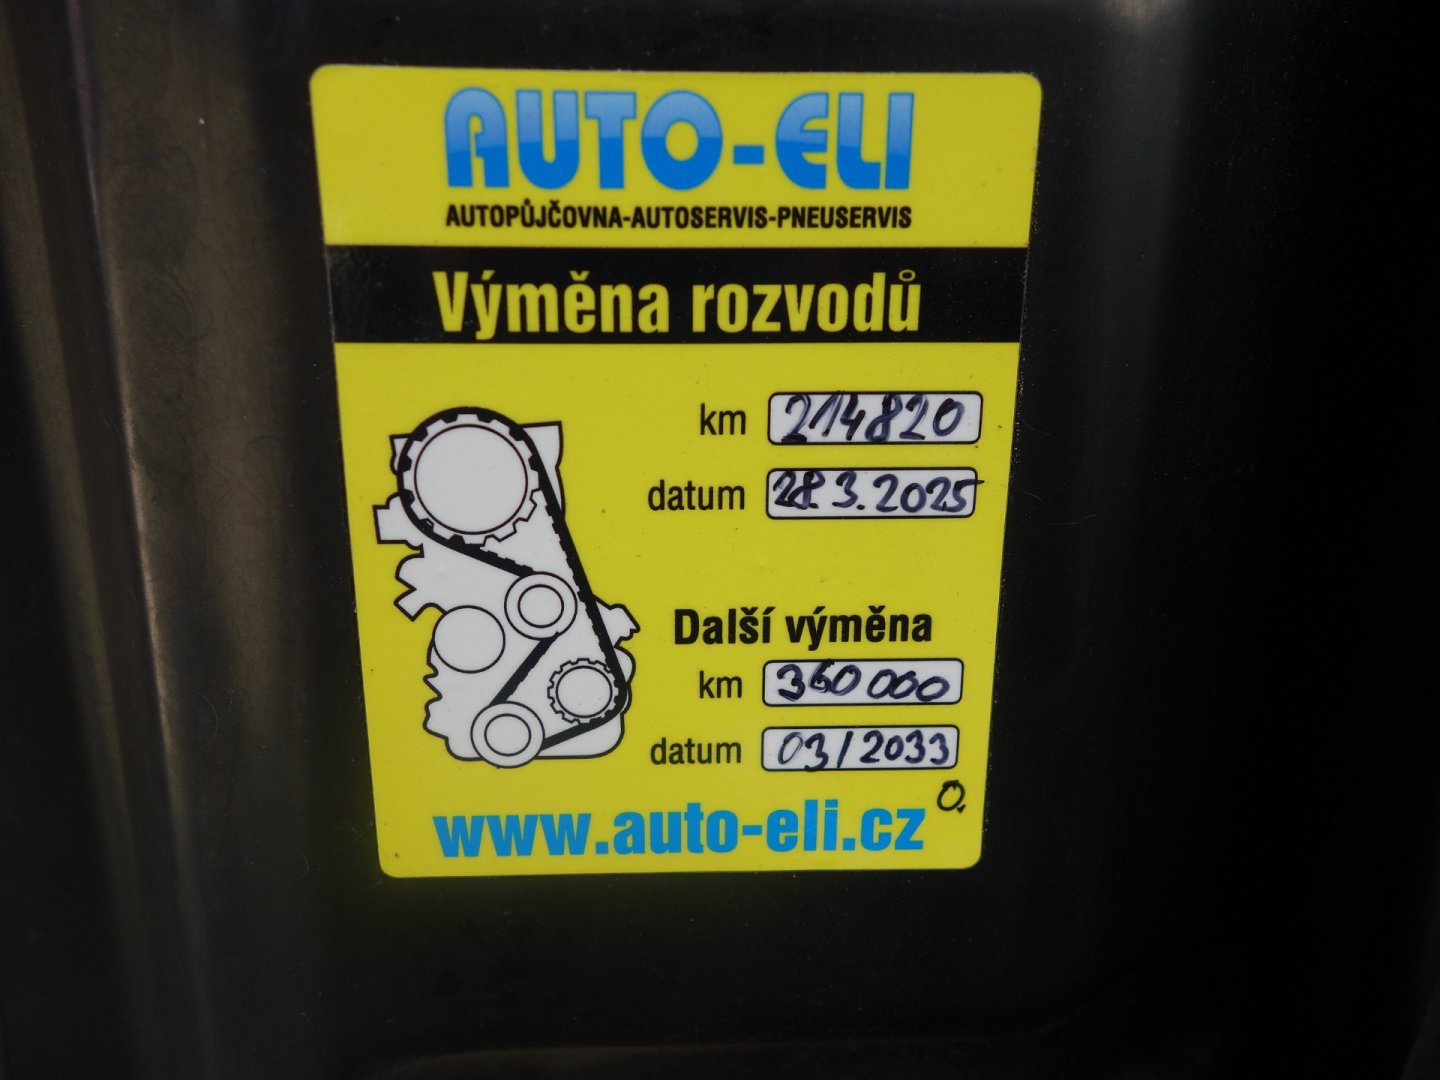 AUTO-ELI
AUTOPŮJČOVNA-AUTOSERVIS-PNEUSERVIS
Výměna rozvodů
km 214820
datum 28.3.2025
Další výměna
km 360000
datum 03/2033
www.auto-eli.cz